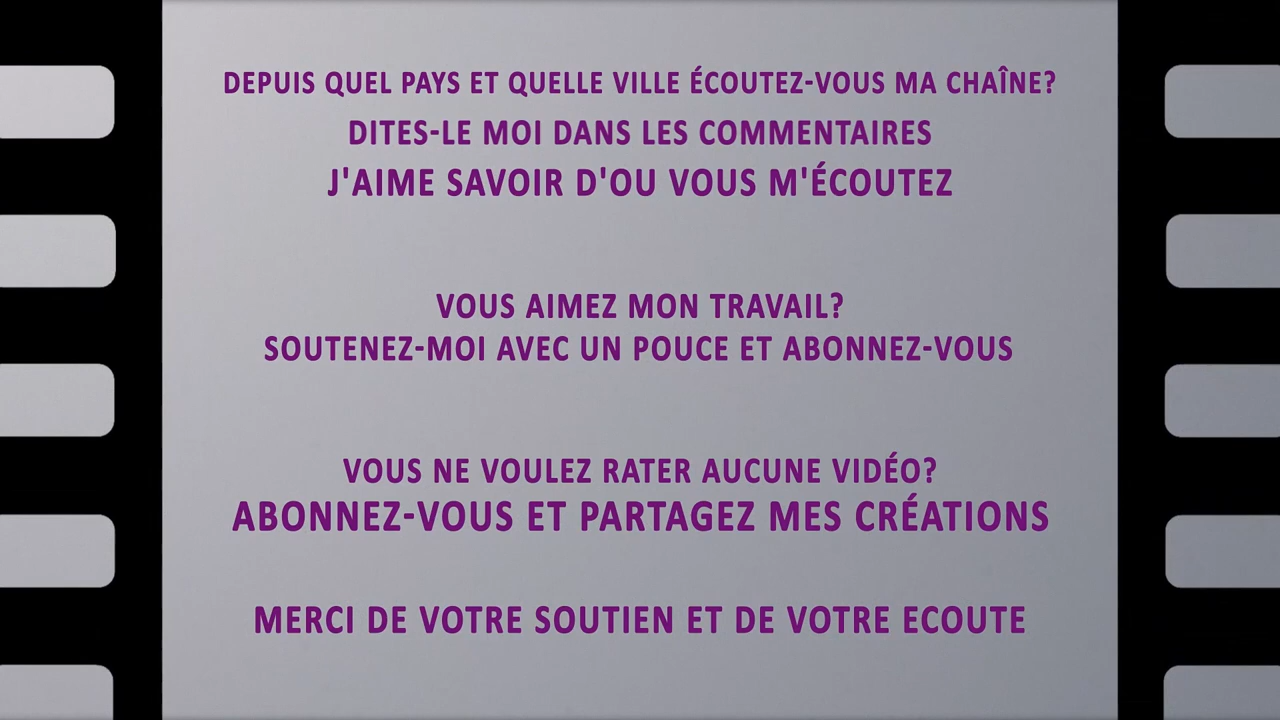 DEPUIS QUEL PAYS ET QUELLE VILLE ÉCOUTEZ-VOUS MA CHAÎNE?
DITES-LE MOI DANS LES COMMENTAIRES
J'AIME SAVOIR D'OU VOUS M'ÉCOUTEZ
VOUS AIMEZ MON TRAVAIL?
SOUTENEZ-MOI AVEC UN POUCE ET ABONNEZ-VOUS
VOUS NE VOULEZ RATER AUCUNE VIDÉO?
ABONNEZ-VOUS ET PARTAGEZ MES CRÉATIONS
MERCI DE VOTRE SOUTIEN ET DE VOTRE ECOUTE